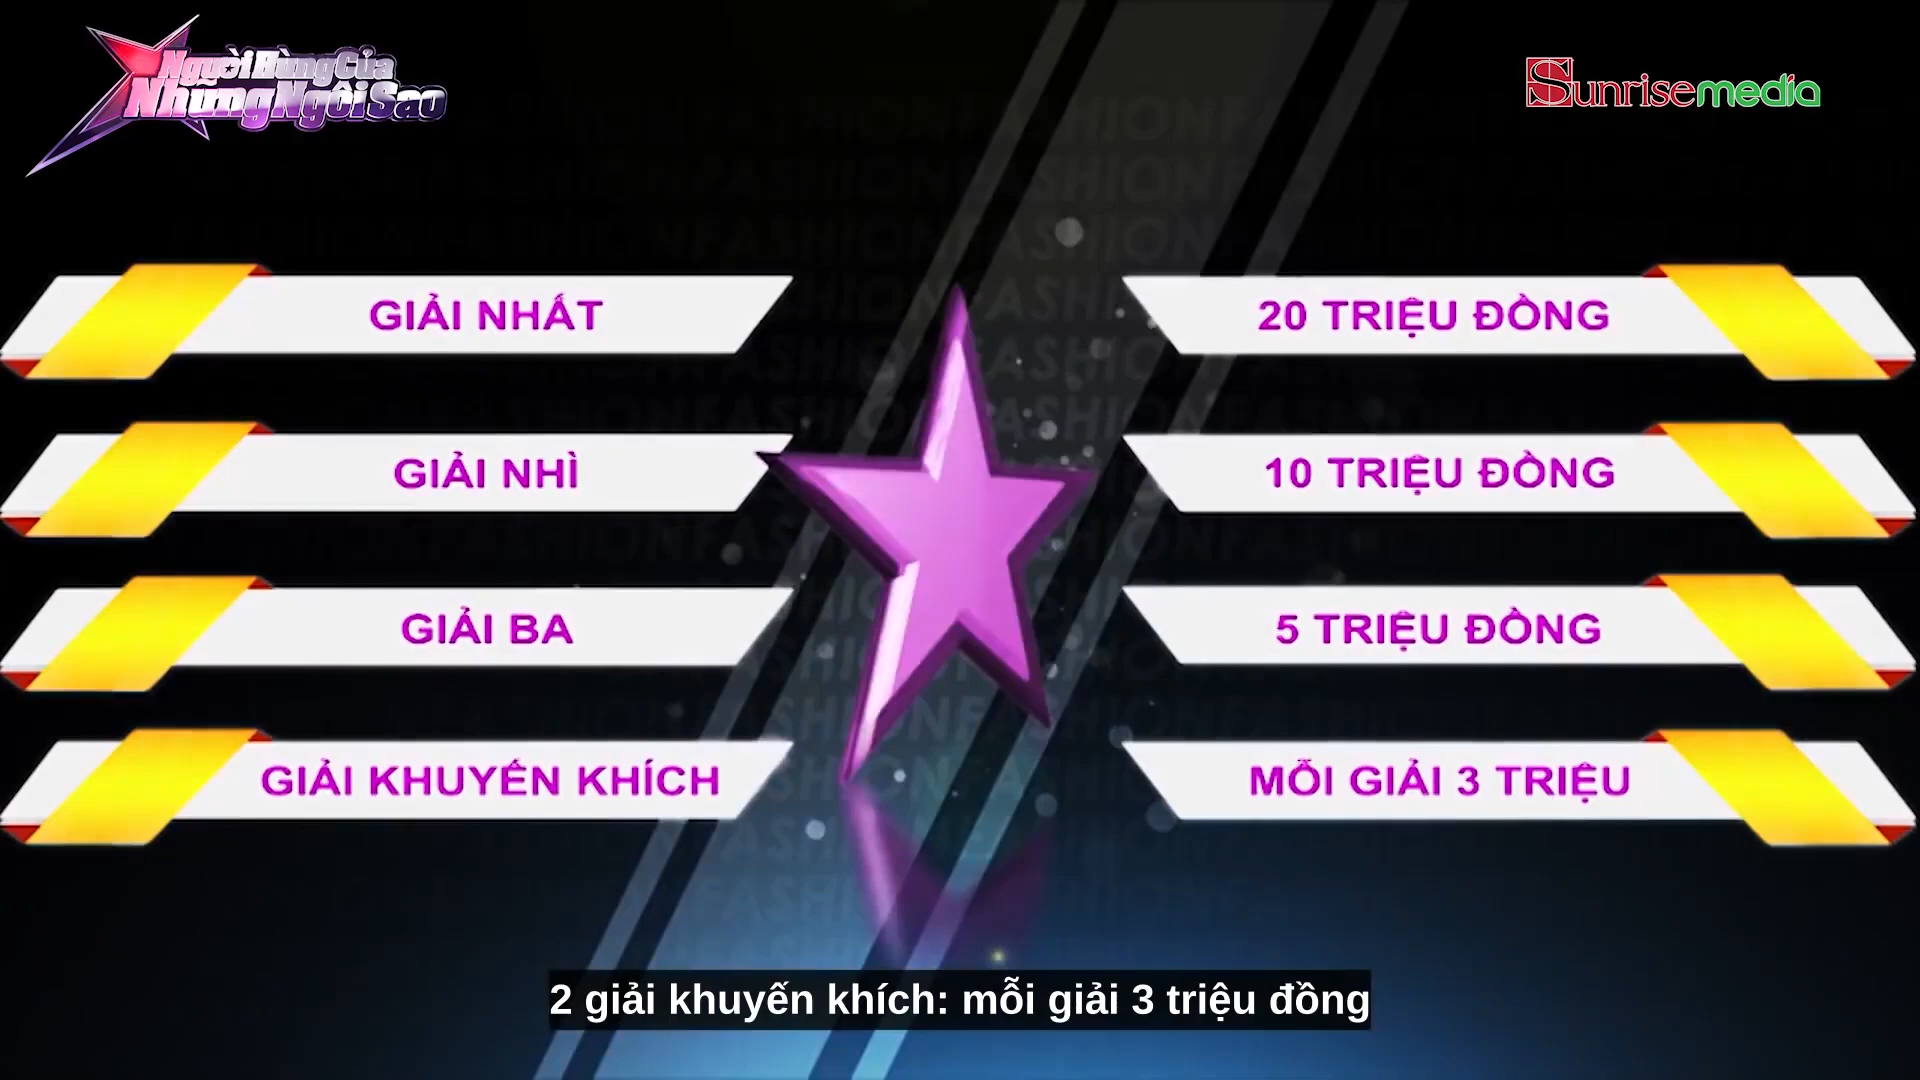 Người Hùng Của
Những Ngôi Sao
Sunrisemedia
GIẢI NHẤT
20 TRIỆU ĐỒNG
GIẢI NHÌ
10 TRIỆU ĐỒNG
GIẢI BA
5 TRIỆU ĐỒNG
GIẢI KHUYẾN KHÍCH
MỖI GIẢI 3 TRIỆU
2 giải khuyến khích: mỗi giải 3 triệu đồng